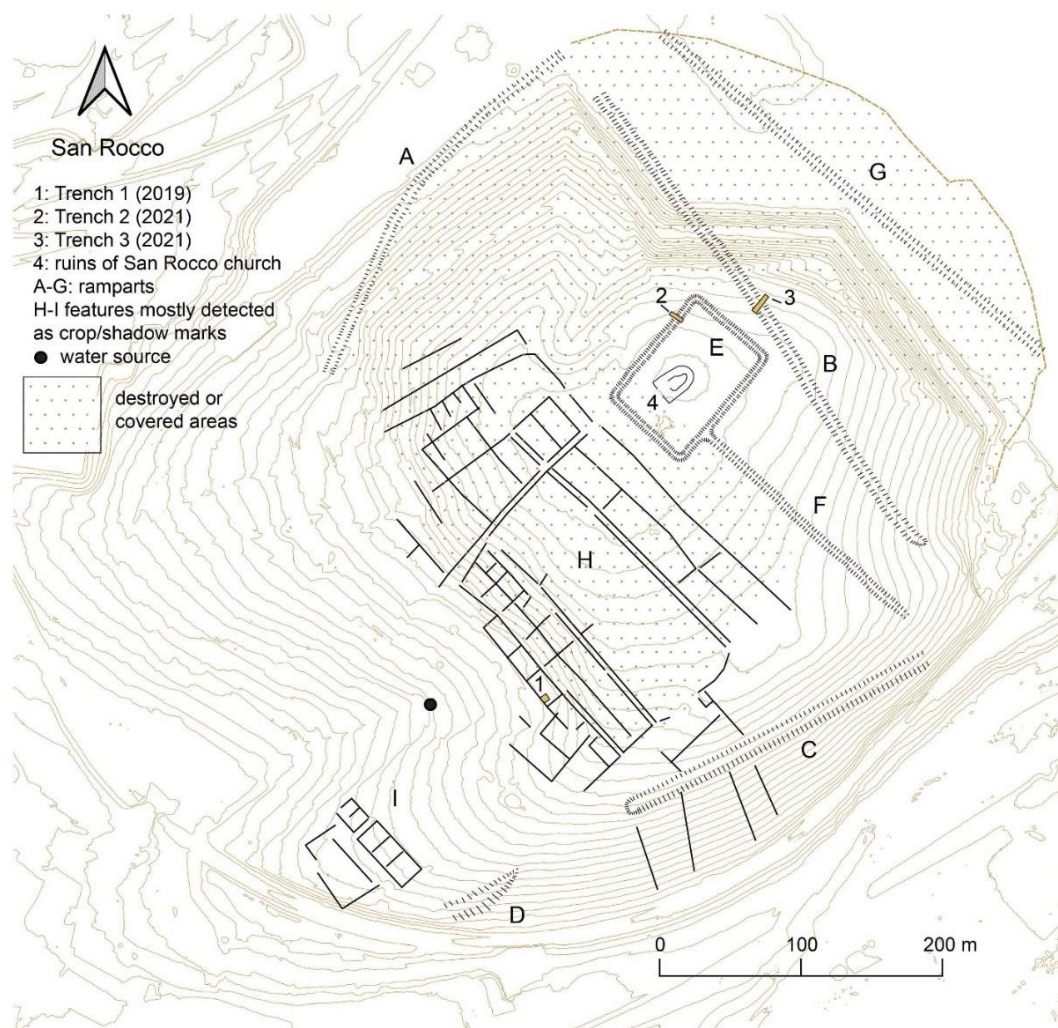 San Rocco
1: Trench 1 (2019)
2: Trench 2 (2021)
3: Trench 3 (2021)
4: ruins of San Rocco church
A-G: ramparts
H-I features mostly detected
as crop/shadow marks
water source
destroyed or
covered areas
A
G
2
3
E
B
4
F
H
1
C
I
D
0 100 200 m